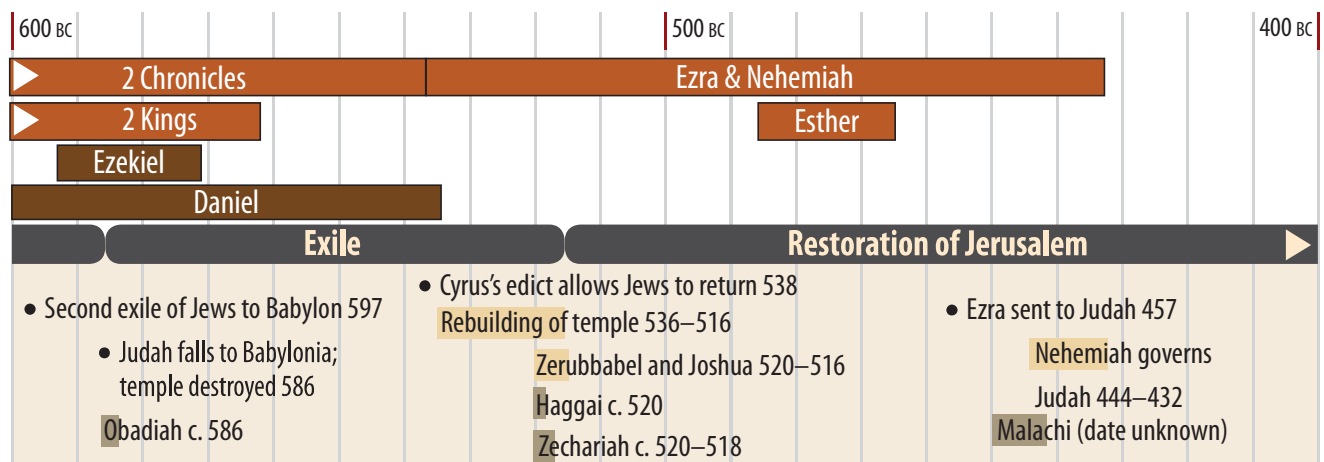 600 BC 500 BC 400 BC
2 Chronicles Ezra & Nehemiah
2 Kings Esther
Ezekiel
Daniel
Exile Restoration of Jerusalem
• Second exile of Jews to Babylon 597
• Judah falls to Babylonia;
temple destroyed 586
Obadiah c. 586
• Cyrus’s edict allows Jews to return 538
Rebuilding of temple 536–516
Zerubbabel and Joshua 520–516
Haggai c. 520
Zechariah c. 520–518
• Ezra sent to Judah 457
Nehemiah governs
Judah 444–432
Malachi (date unknown)